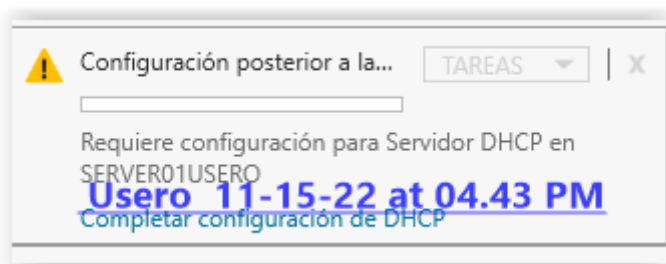 Configuración posterior a la...
TAREAS
X
Requiere configuración para Servidor DHCP en
SERVER01USERO
Usero 11-15-22 at 04.43 PM
Completar configuración de DHCP